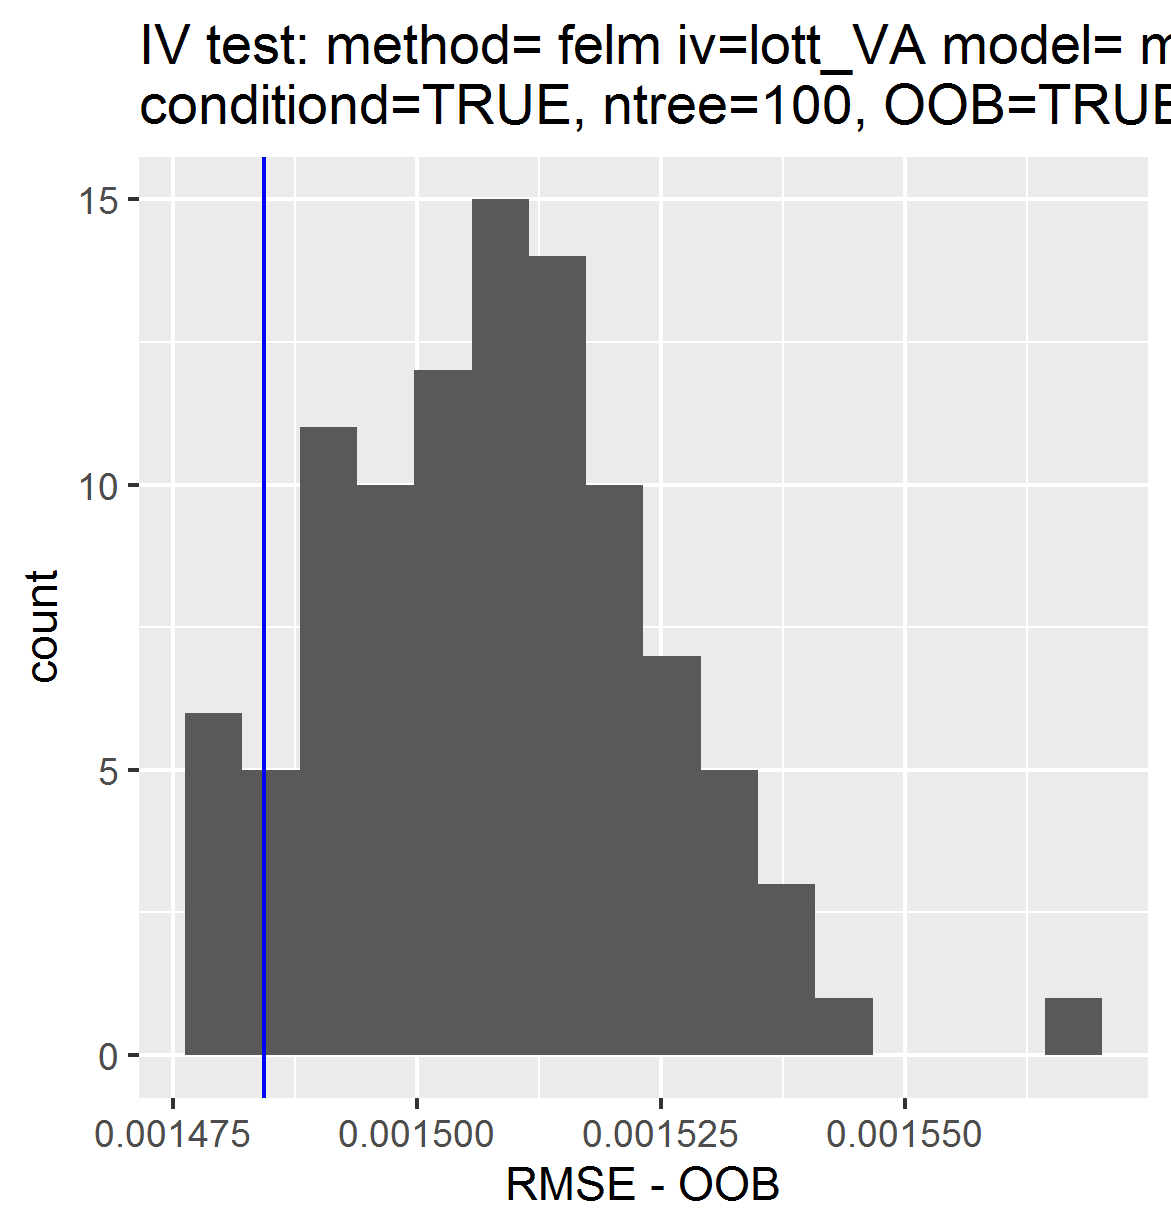 IV test: method= felm iv=lott_VA model= m
conditiond=TRUE, ntree=100, OOB=TRUE
15
10
5
0
count
0.001475 0.001500 0.001525 0.001550
RMSE - OOB